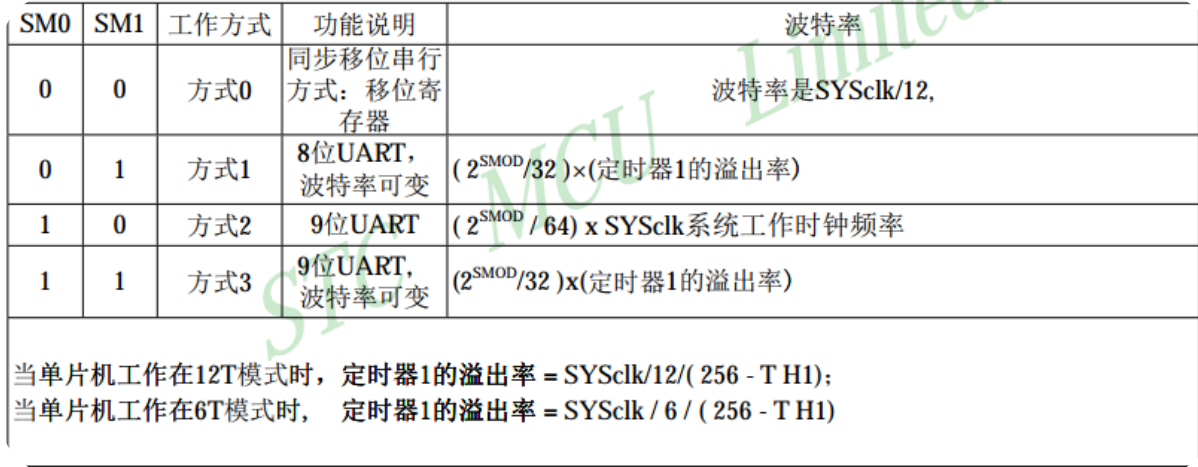 SM0 SM1 工作方式 功能说明 波特率
0 0 方式0 同步移位串行方式：移位寄存器 波特率是SYSclk/12,
0 1 方式1 8位UART，波特率可变 ( 2^SMOD/32 )×(定时器1的溢出率)
1 0 方式2 9位UART ( 2^SMOD / 64) x SYSclk系统工作时钟频率
1 1 方式3 9位UART，波特率可变 (2^SMOD/32 )x(定时器1的溢出率)
当单片机工作在12T模式时，定时器1的溢出率 = SYSclk/12/( 256 - T H1);
当单片机工作在6T模式时, 定时器1的溢出率 = SYSclk / 6 / ( 256 - T H1)
STC MCU Limited.